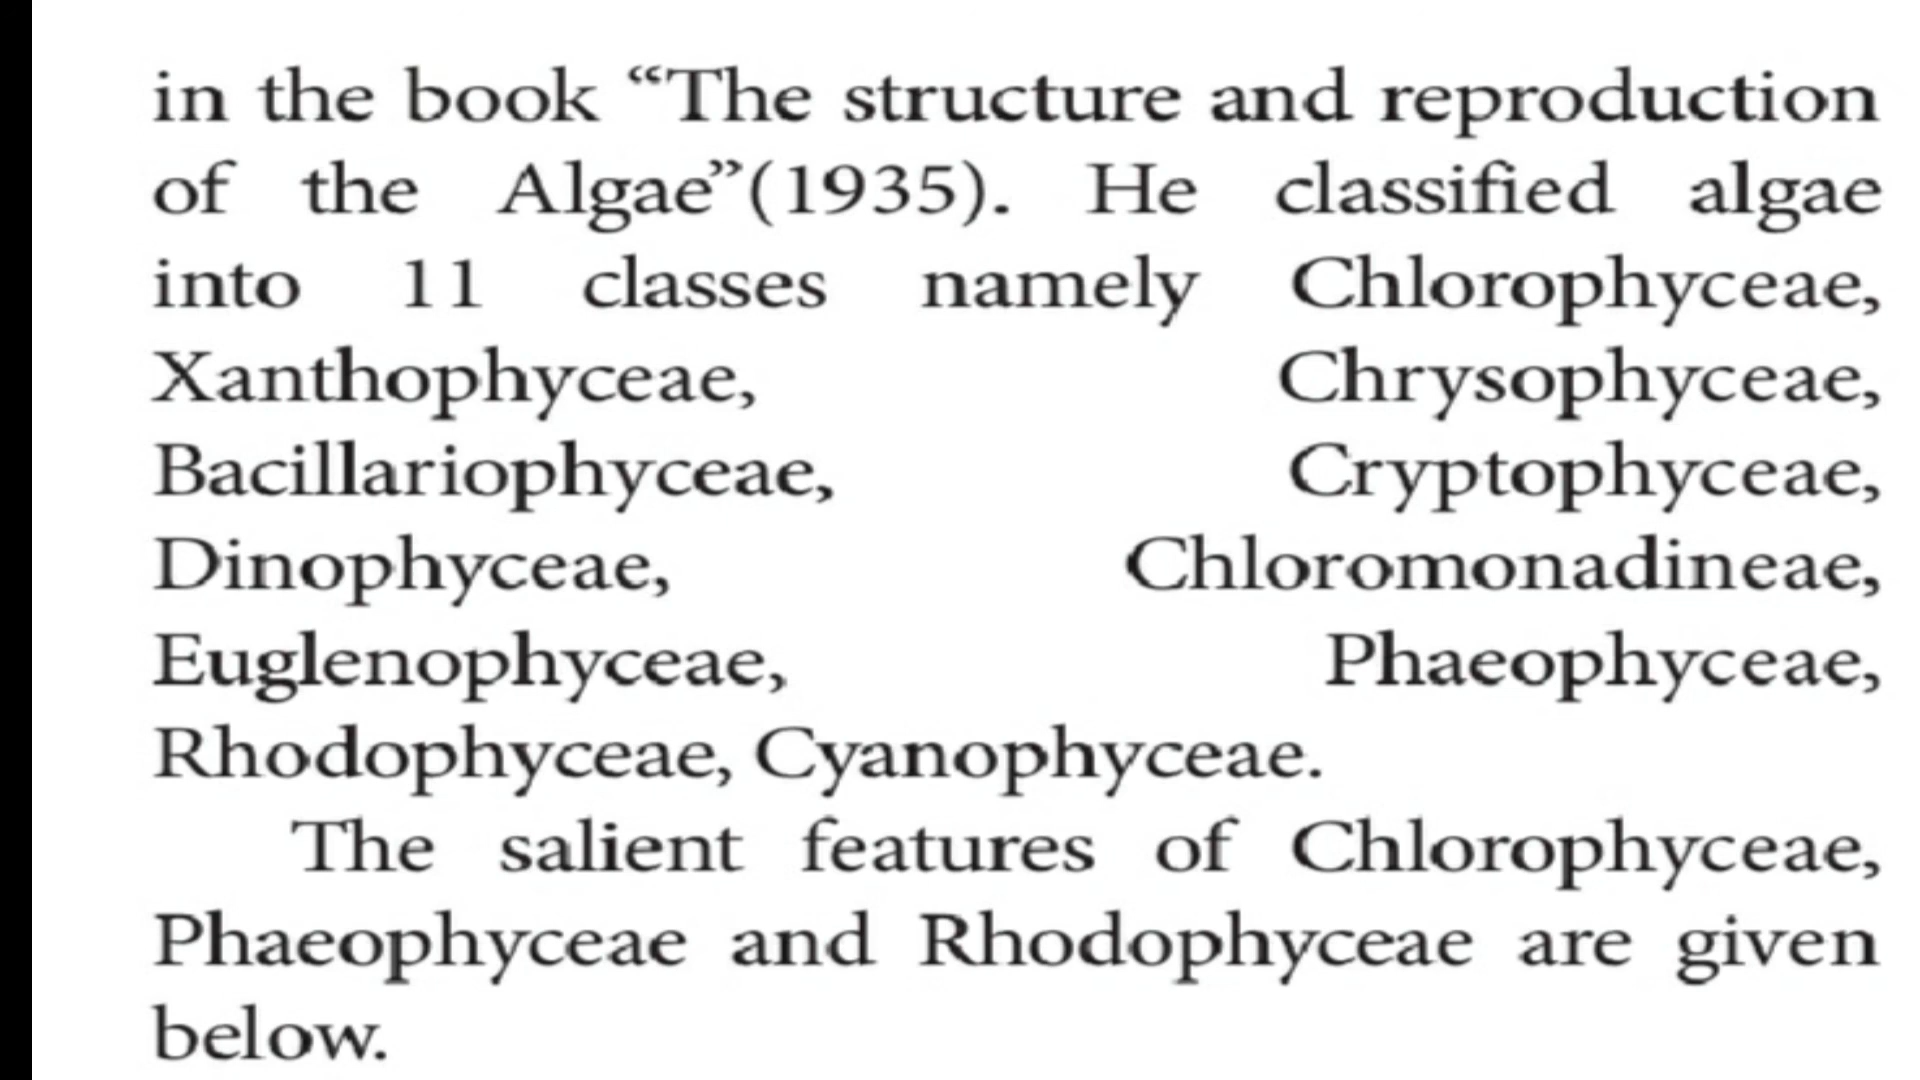 in the book “The structure and reproduction
of the Algae”(1935). He classified algae
into 11 classes namely Chlorophyceae,
Xanthophyceae, Chrysophyceae,
Bacillariophyceae, Cryptophyceae,
Dinophyceae, Chloromonadineae,
Euglenophyceae, Phaeophyceae,
Rhodophyceae, Cyanophyceae.
The salient features of Chlorophyceae,
Phaeophyceae and Rhodophyceae are given
below.